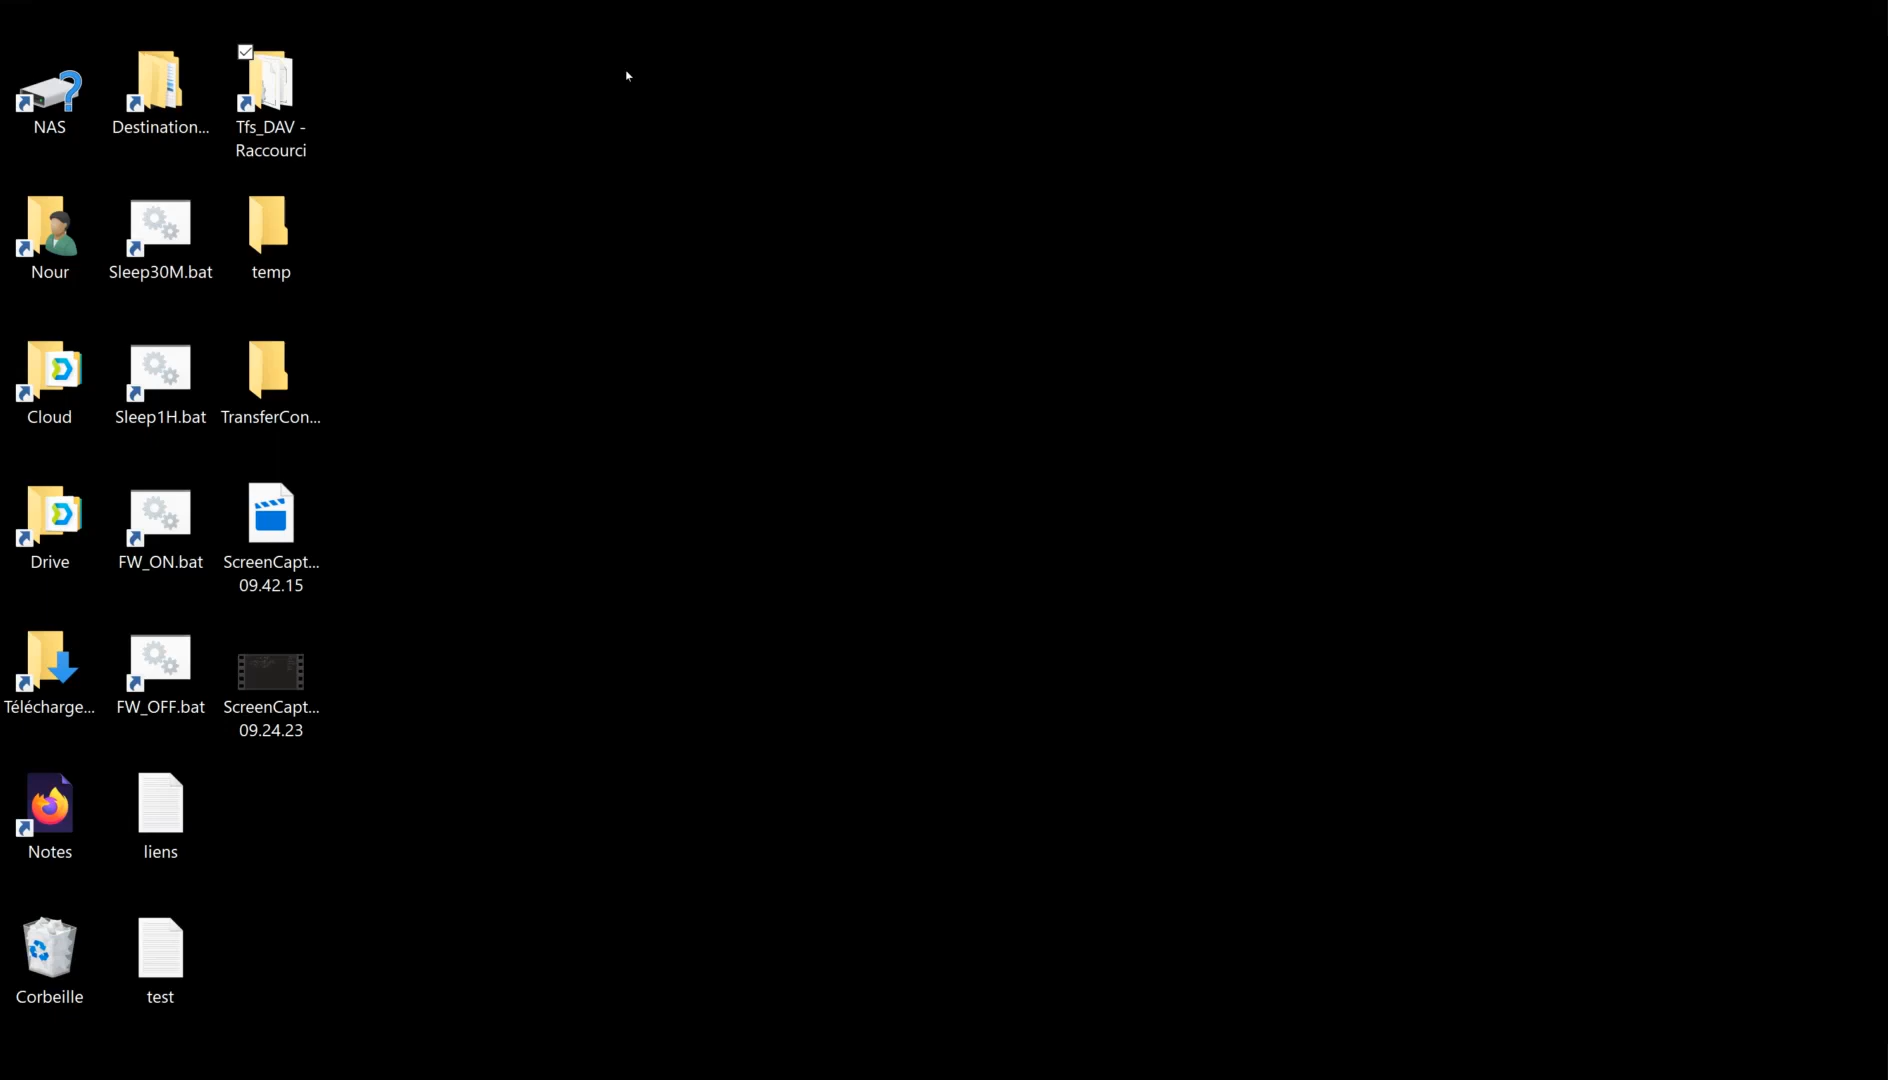 NAS
Destination...
Tfs_DAV -
Raccourci
Nour
Sleep30M.bat
temp
Cloud
Sleep1H.bat
TransferCon...
Drive
FW_ON.bat
ScreenCapt...
09.42.15
Télécharge...
FW_OFF.bat
ScreenCapt...
09.24.23
Notes
liens
Corbeille
test